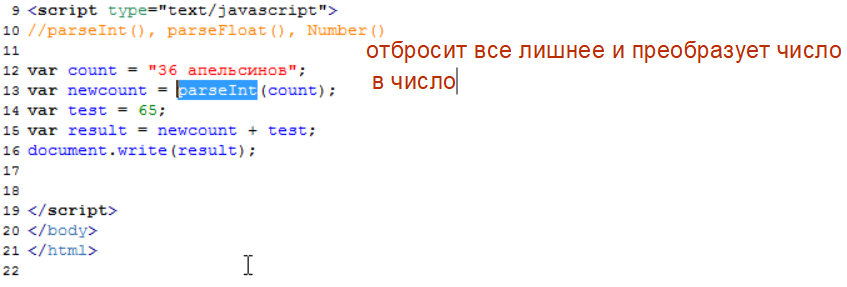 9 <script type="text/javascript">
10 //parseInt(), parseFloat(), Number()
11
отбросит все лишнее и преобразует число
12 var count = "36 апельсинов";
в число
13 var newcount = parseInt(count);
14 var test = 65;
15 var result = newcount + test;
16 document.write(result);
17
18
19 </script>
20 </body>
21 </html>
22